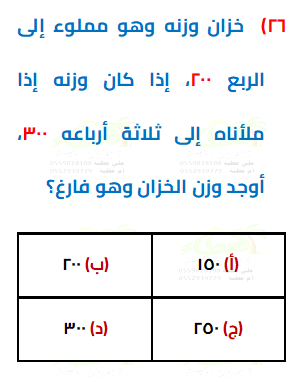 ٢٦) خزان وزنه وهو مملوء إلى
الربع ٢٠٠، إذا كان وزنه إذا
ملأناه إلى ثلاثة أرباعه ٣٠٠،
أوجد وزن الخزان وهو فارغ؟
(أ) ١٥٠ (ب) ٢٠٠
(ج) ٢٥٠ (د) ٣٠٠